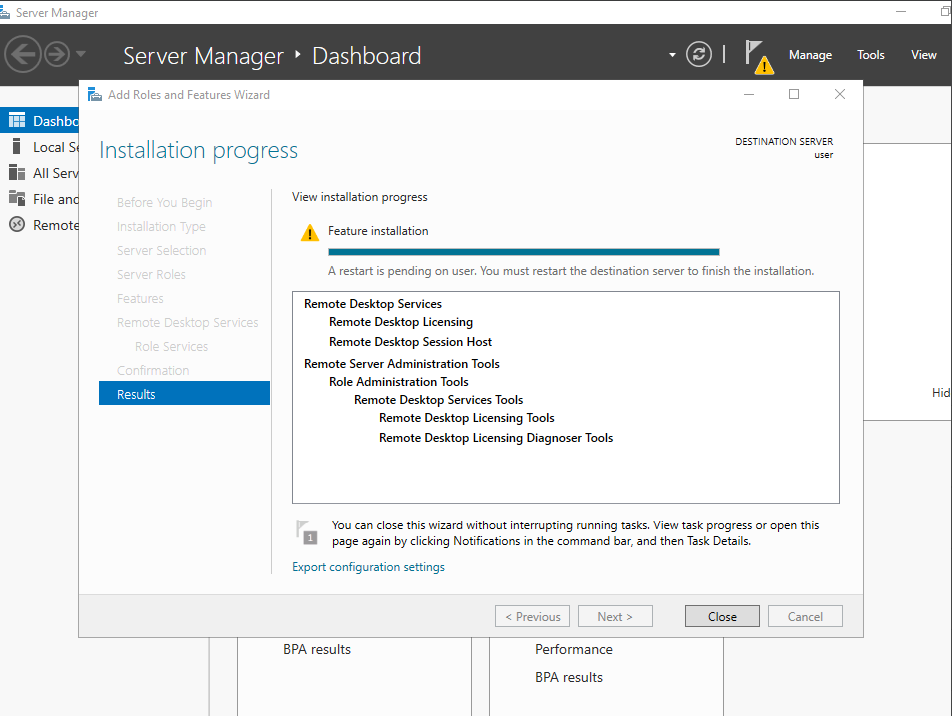 Server Manager
Server Manager ‣ Dashboard
Manage Tools View
Add Roles and Features Wizard
Dashbo
Local Se
All Serv
File and
Remote
Installation progress
DESTINATION SERVER
user
Before You Begin
Installation Type
Server Selection
Server Roles
Features
Remote Desktop Services
Role Services
Confirmation
Results
View installation progress
Feature installation
A restart is pending on user. You must restart the destination server to finish the installation.
Remote Desktop Services
Remote Desktop Licensing
Remote Desktop Session Host
Remote Server Administration Tools
Role Administration Tools
Remote Desktop Services Tools
Remote Desktop Licensing Tools
Remote Desktop Licensing Diagnoser Tools
Hid
1
You can close this wizard without interrupting running tasks. View task progress or open this
page again by clicking Notifications in the command bar, and then Task Details.
Export configuration settings
< Previous Next > Close Cancel
BPA results
Performance
BPA results